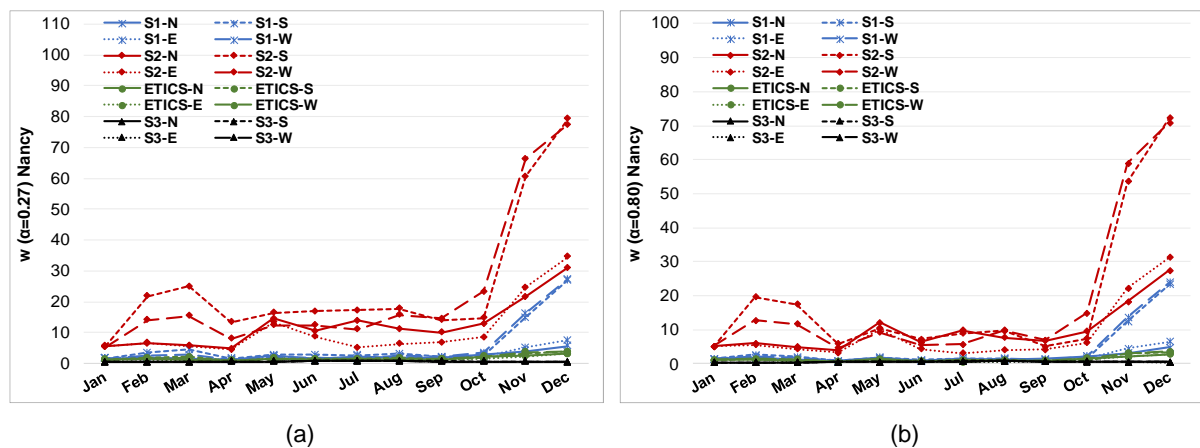 w (α=0.27) Nancy
110
100
90
80
70
60
50
40
30
20
10
0
S1-N S1-S
S1-E S1-W
S2-N S2-S
S2-E S2-W
ETICS-N ETICS-S
ETICS-E ETICS-W
S3-N S3-S
S3-E S3-W
Jan Feb Mar Apr May Jun Jul Aug Sep Oct Nov Dec
(a)
w (α=0.80) Nancy
100
90
80
70
60
50
40
30
20
10
0
S1-N S1-S
S1-E S1-W
S2-N S2-S
S2-E S2-W
ETICS-N ETICS-S
ETICS-E ETICS-W
S3-N S3-S
S3-E S3-W
Jan Feb Mar Apr May Jun Jul Aug Sep Oct Nov Dec
(b)